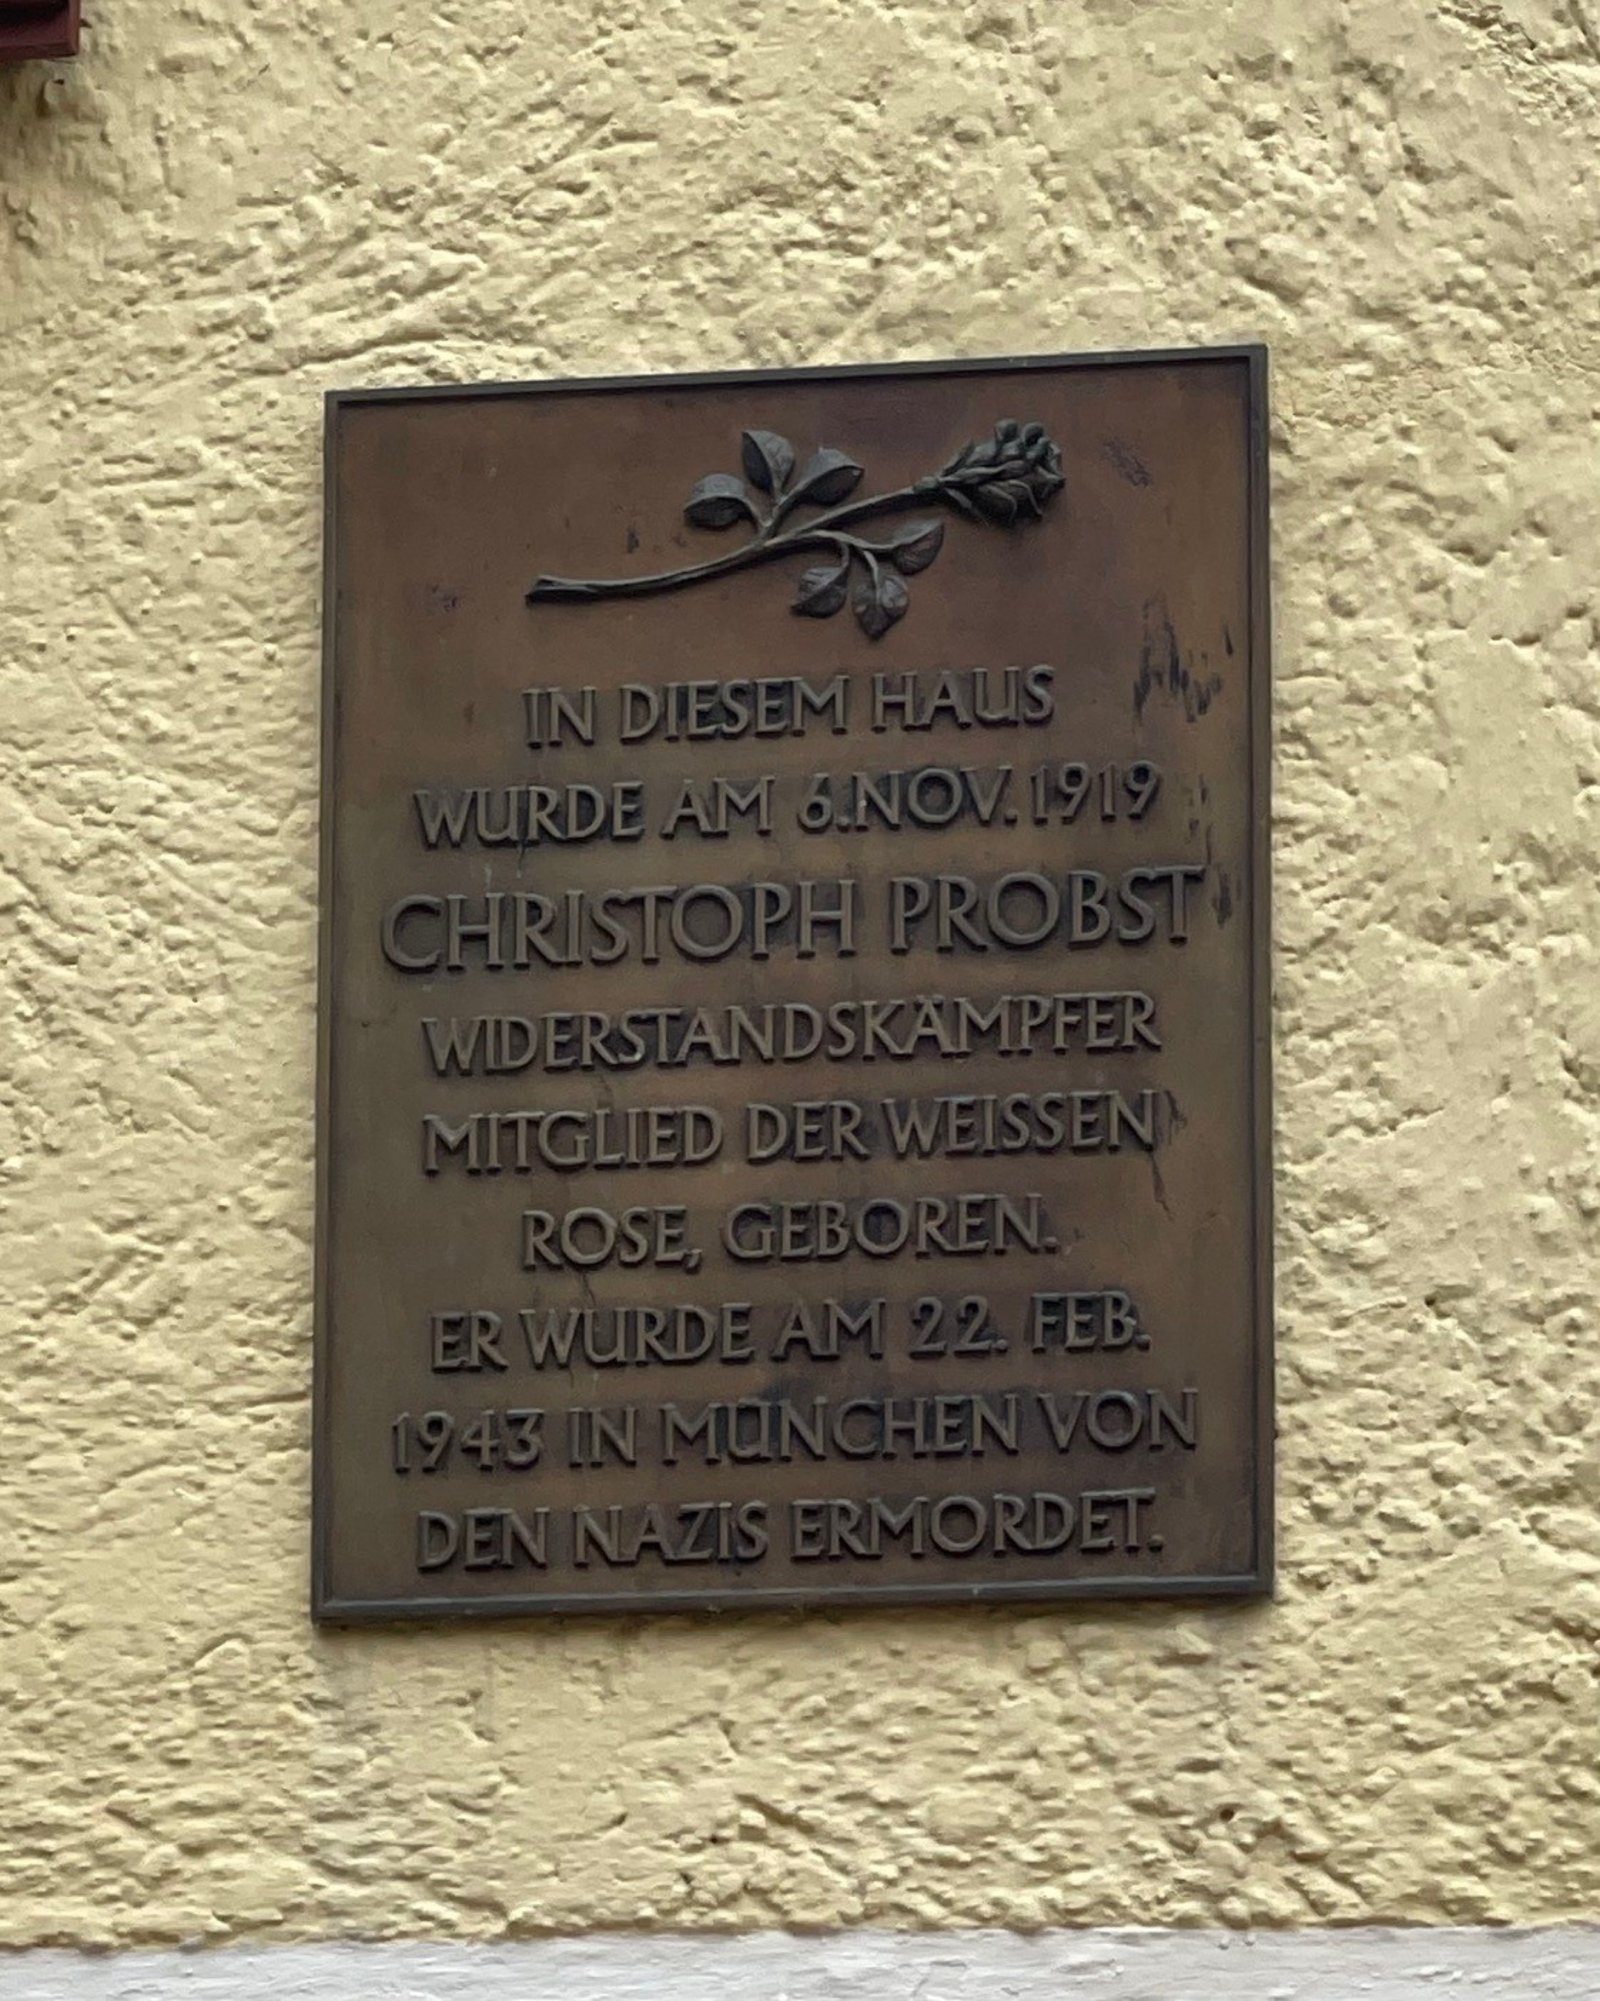 IN DIESEM HAUS
WURDE AM 6.NOV.1919
CHRISTOPH PROBST
WIDERSTANDSKÄMPFER
MITGLIED DER WEISSEN
ROSE, GEBOREN.
ER WURDE AM 22. FEB.
1943 IN MÜNCHEN VON
DEN NAZIS ERMORDET.